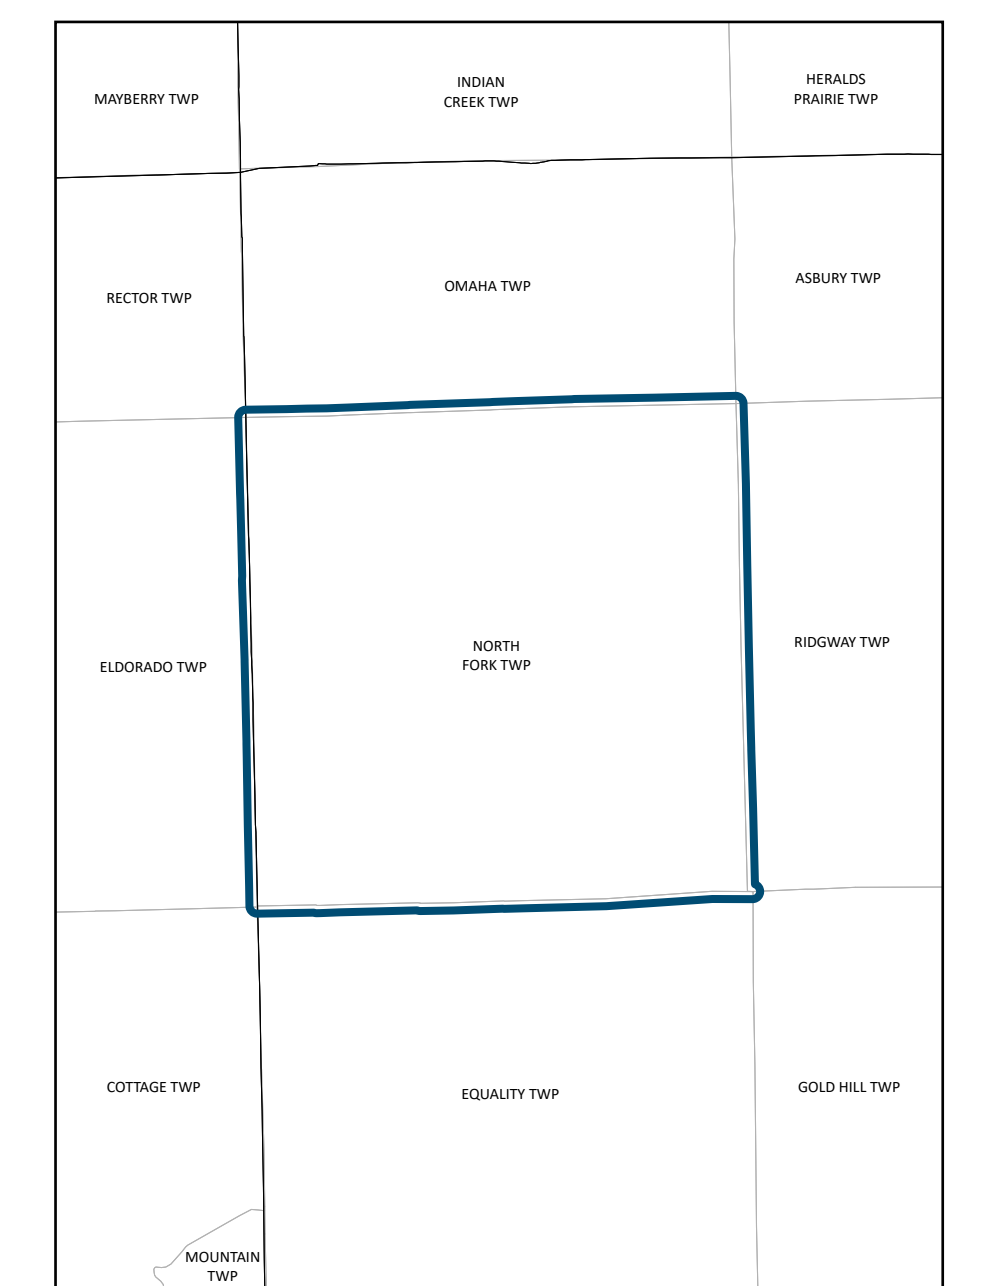 MAYBERRY TWP
INDIAN
CREEK TWP
HERALDS
PRAIRIE TWP
RECTOR TWP
OMAHA TWP
ASBURY TWP
ELDORADO TWP
NORTH
FORK TWP
RIDGWAY TWP
COTTAGE TWP
EQUALITY TWP
GOLD HILL TWP
MOUNTAIN
TWP